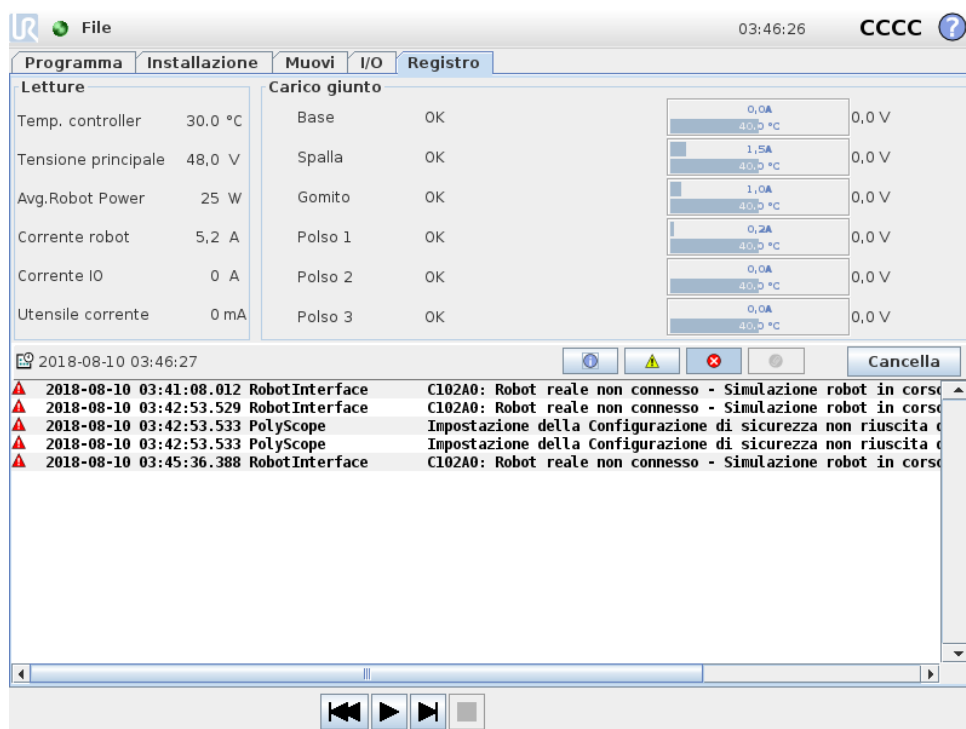 UR File 03:46:26 CCCC ?
Programma Installazione Muovi I/O Registro
Letture
Temp. controller 30.0 °C
Tensione principale 48,0 V
Avg.Robot Power 25 W
Corrente robot 5,2 A
Corrente IO 0 A
Utensile corrente 0 mA
Carico giunto
Base OK 0,0A 0,0 V
40,0 °C
Spalla OK 1,5A 0,0 V
40,0 °C
Gomito OK 1,0A 0,0 V
40,0 °C
Polso 1 OK 0,2A 0,0 V
40,0 °C
Polso 2 OK 0,0A 0,0 V
40,0 °C
Polso 3 OK 0,0A 0,0 V
40,0 °C
2018-08-10 03:46:27 Cancella
2018-08-10 03:41:08.012 RobotInterface C102A0: Robot reale non connesso - Simulazione robot in corso
2018-08-10 03:42:53.529 RobotInterface C102A0: Robot reale non connesso - Simulazione robot in corso
2018-08-10 03:42:53.533 PolyScope Impostazione della Configurazione di sicurezza non riuscita
2018-08-10 03:42:53.533 PolyScope Impostazione della Configurazione di sicurezza non riuscita
2018-08-10 03:45:36.388 RobotInterface C102A0: Robot reale non connesso - Simulazione robot in corso